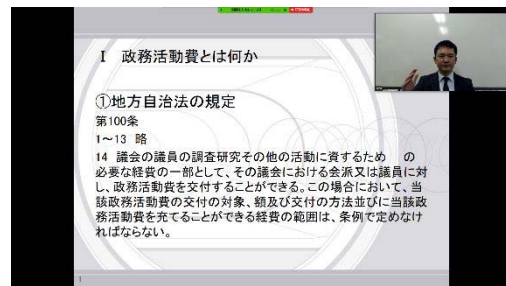 Ⅰ 政務活動費とは何か
①地方自治法の規定
第100条
1～13 略
14 議会の議員の調査研究その他の活動に資するため の
必要な経費の一部として、その議会における会派又は議員に対
し、政務活動費を交付することができる。この場合において、当
該政務活動費の交付の対象、額及び交付の方法並びに当該政
務活動費を充てることができる経費の範囲は、条例で定めなけ
ればならない。
1